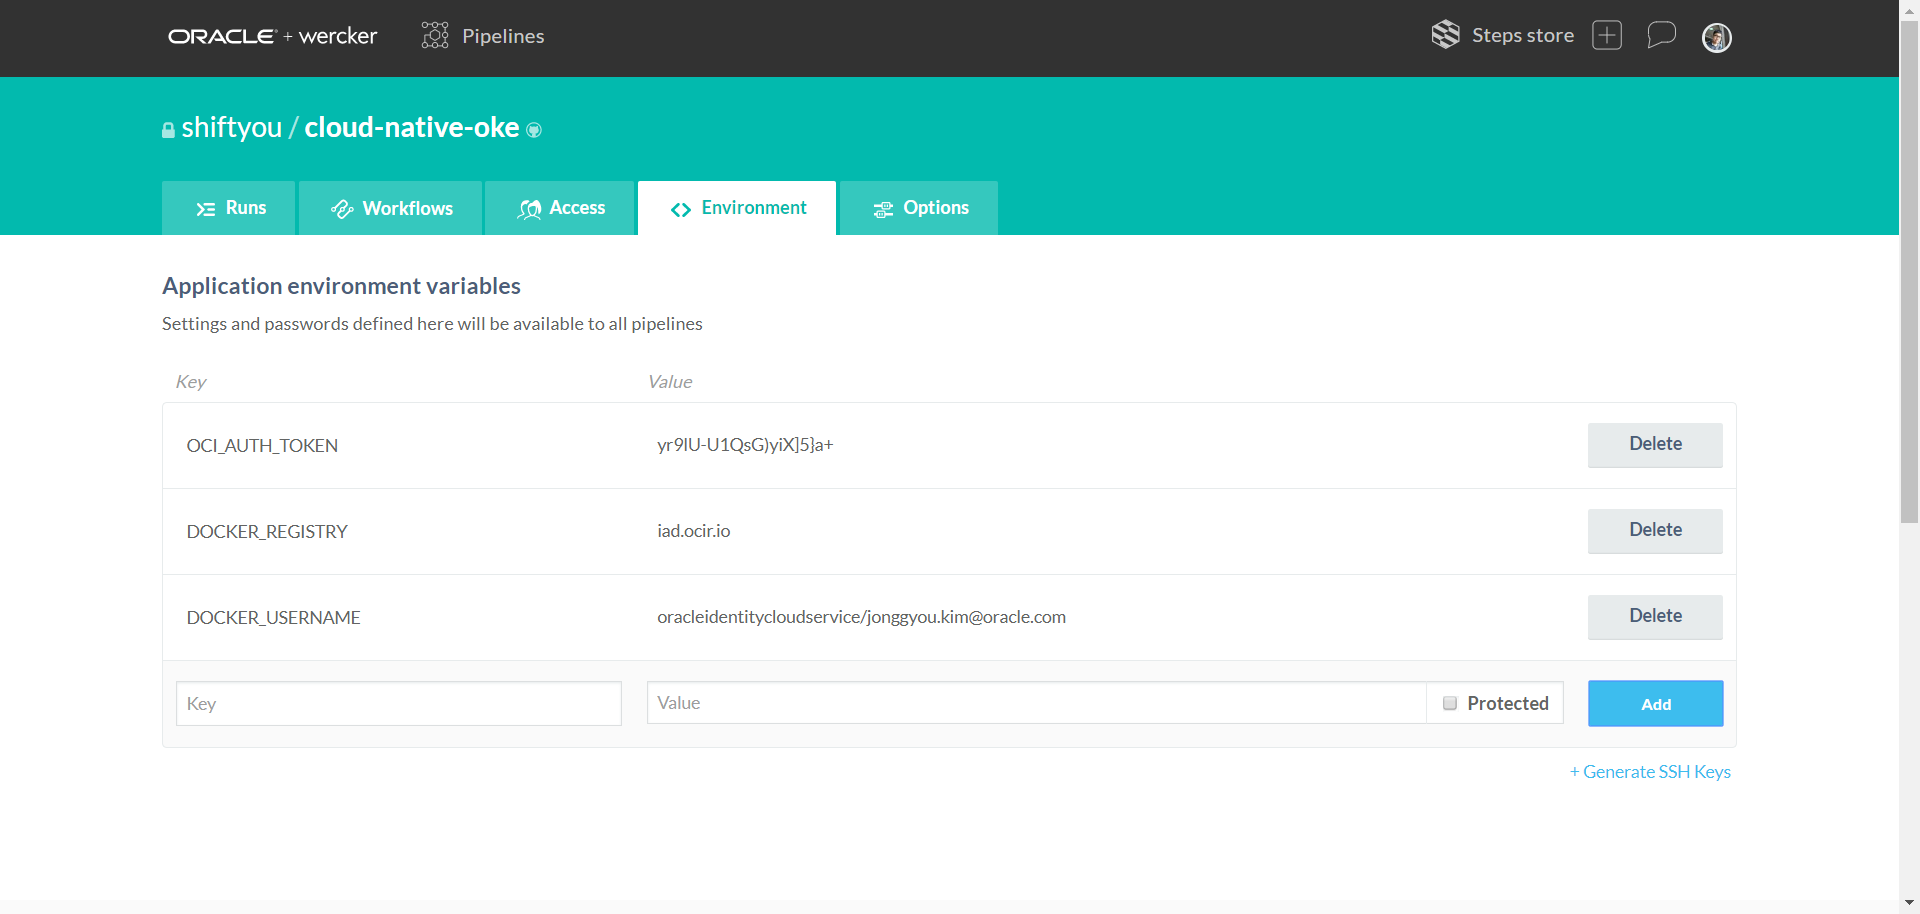 ORACLE + wercker Pipelines Steps store
shiftyou / cloud-native-oke
Runs Workflows Access Environment Options
Application environment variables
Settings and passwords defined here will be available to all pipelines
Key Value
OCI_AUTH_TOKEN yr9lU-U1QsG)yiX]5}a+ Delete
DOCKER_REGISTRY iad.ocir.io Delete
DOCKER_USERNAME oracleidentitycloudservice/jonggyou.kim@oracle.com Delete
Key Value Protected Add
+ Generate SSH Keys